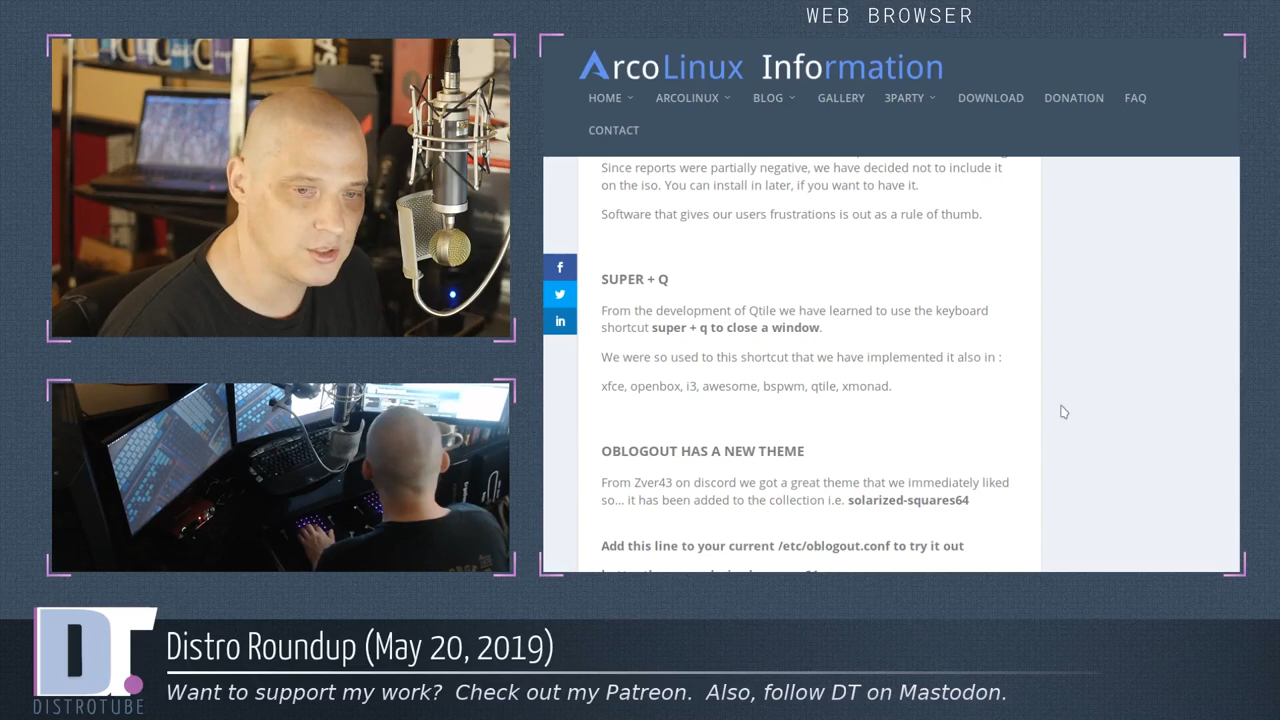 WEB BROWSER
ArcoLinux Information
HOME
ARCOLINUX
BLOG
GALLERY
3PARTY
DOWNLOAD
DONATION
FAQ
CONTACT
Since reports were partially negative, we have decided not to include it
on the iso. You can install in later, if you want to have it.
Software that gives our users frustrations is out as a rule of thumb.
SUPER + Q
From the development of Qtile we have learned to use the keyboard
shortcut super + q to close a window.
We were so used to this shortcut that we have implemented it also in :
xfce, openbox, i3, awesome, bspwm, qtile, xmonad.
OBLOGOUT HAS A NEW THEME
From Zver43 on discord we got a great theme that we immediately liked
so... it has been added to the collection i.e. solarized-squares64
Add this line to your current /etc/oblogout.conf to try it out
DT.
DISTROTUBE
Distro Roundup (May 20, 2019)
Want to support my work? Check out my Patreon. Also, follow DT on Mastodon.